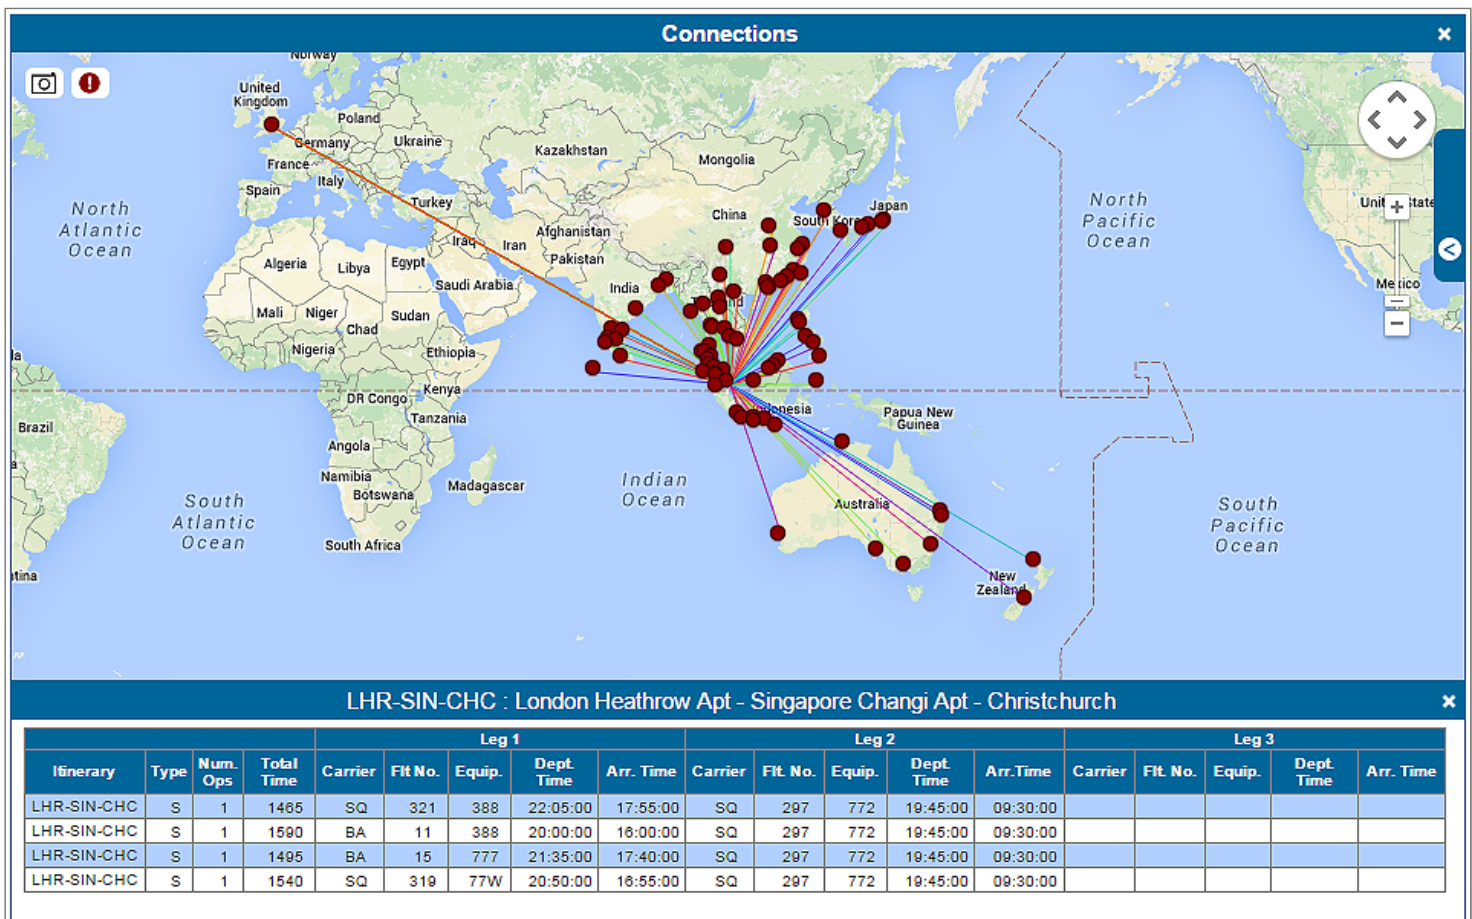 Connections
Norway
United
Kingdom
Poland
Germany
Ukraine
Kazakhstan
Mongolia
France
Italy
Spain
Turkey
China
South Korea
Japan
North
Atlantic
Ocean
North
Pacific
Ocean
Iraq
Iran
Afghanistan
Pakistan
Algeria
Libya
Egypt
Saudi Arabia
India
Mexico
Mali
Niger
Sudan
Chad
Nigeria
Ethiopia
Kenya
DR Congo
Tanzania
Papua New
Guinea
Brazil
Angola
Namibia
Botswana
Madagascar
Indian
Ocean
Australia
South
Atlantic
Ocean
South
Pacific
Ocean
South Africa
tina
New
Zealand
LHR-SIN-CHC : London Heathrow Apt - Singapore Changi Apt - Christchurch
Leg 1 Leg 2 Leg 3
Itinerary Type Num. Ops Total Time Carrier Flt No. Equip. Dept. Time Arr. Time Carrier Flt. No. Equip. Dept. Time Arr.Time Carrier Flt. No. Equip. Dept. Time Arr. Time
LHR-SIN-CHC S 1 1465 SQ 321 388 22:05:00 17:55:00 SQ 297 772 19:45:00 09:30:00
LHR-SIN-CHC S 1 1590 BA 11 388 20:00:00 16:00:00 SQ 297 772 19:45:00 09:30:00
LHR-SIN-CHC S 1 1495 BA 15 777 21:35:00 17:40:00 SQ 297 772 19:45:00 09:30:00
LHR-SIN-CHC S 1 1540 SQ 319 77W 20:50:00 16:55:00 SQ 297 772 19:45:00 09:30:00